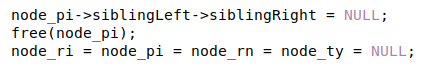 node_pi->siblingLeft->siblingRight = NULL;
free(node_pi);
node_ri = node_pi = node_rn = node_ty = NULL;